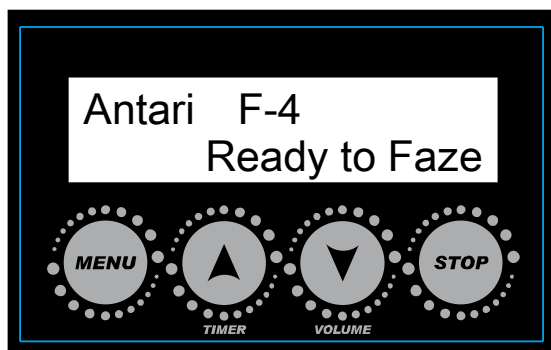 Antari F-4
Ready to Faze
MENU
STOP
TIMER
VOLUME